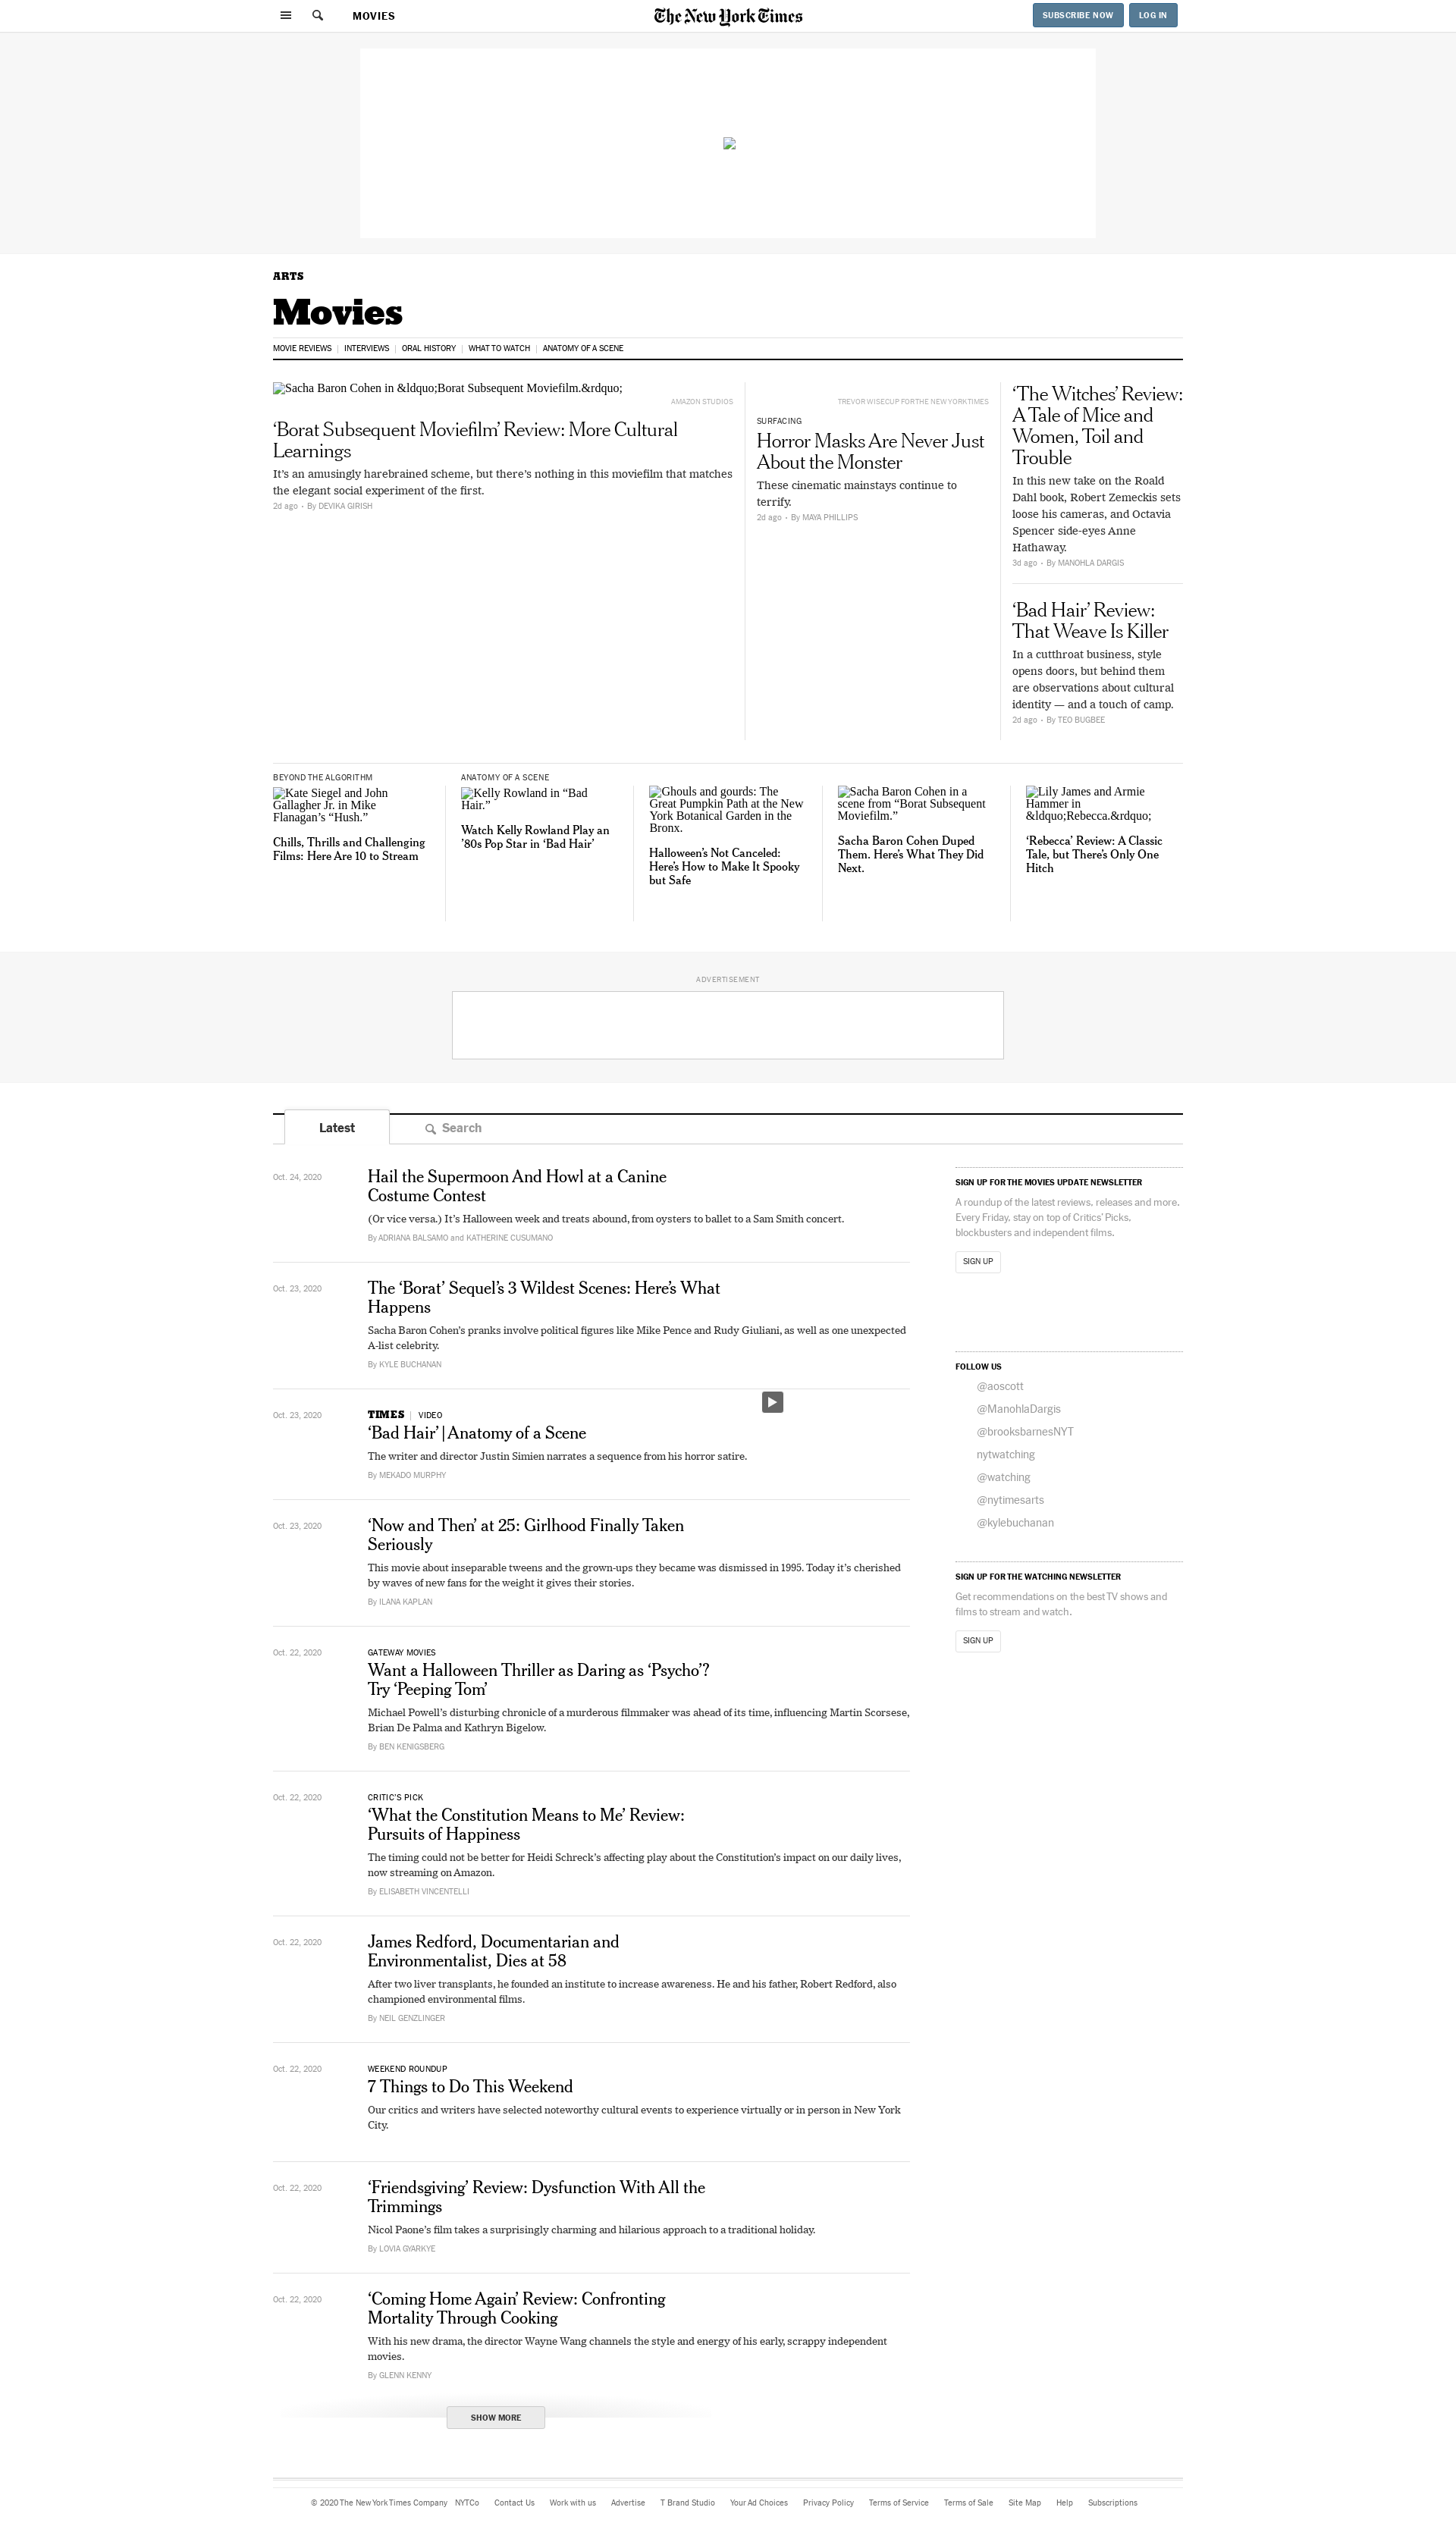 MOVIES
The New York Times
SUBSCRIBE NOW
LOG IN
ARTS
Movies
MOVIE REVIEWS
INTERVIEWS
ORAL HISTORY
WHAT TO WATCH
ANATOMY OF A SCENE
Sacha Baron Cohen in &ldquo;Borat Subsequent Moviefilm.&rdquo;
AMAZON STUDIOS
‘Borat Subsequent Moviefilm’ Review: More Cultural
Learnings
It’s an amusingly harebrained scheme, but there’s nothing in this moviefilm that matches
the elegant social experiment of the first.
2d ago • By DEVIKA GIRISH
TREVOR WISECUP FOR THE NEW YORK TIMES
SURFACING
Horror Masks Are Never Just
About the Monster
These cinematic mainstays continue to
terrify.
2d ago • By MAYA PHILLIPS
‘The Witches’ Review:
A Tale of Mice and
Women, Toil and
Trouble
In this new take on the Roald
Dahl book, Robert Zemeckis sets
loose his cameras, and Octavia
Spencer side-eyes Anne
Hathaway.
3d ago • By MANOHLA DARGIS
‘Bad Hair’ Review:
That Weave Is Killer
In a cutthroat business, style
opens doors, but behind them
are observations about cultural
identity — and a touch of camp.
2d ago • By TEO BUGBEE
BEYOND THE ALGORITHM
Kate Siegel and John
Gallagher Jr. in Mike
Flanagan’s “Hush.”
Chills, Thrills and Challenging
Films: Here Are 10 to Stream
ANATOMY OF A SCENE
Kelly Rowland in “Bad
Hair.”
Watch Kelly Rowland Play an
’80s Pop Star in ‘Bad Hair’
Ghouls and gourds: The
Great Pumpkin Path at the New
York Botanical Garden in the
Bronx.
Halloween’s Not Canceled:
Here’s How to Make It Spooky
but Safe
Sacha Baron Cohen in a
scene from “Borat Subsequent
Moviefilm.”
Sacha Baron Cohen Duped
Them. Here’s What They Did
Next.
Lily James and Armie
Hammer in
&ldquo;Rebecca.&rdquo;
‘Rebecca’ Review: A Classic
Tale, but There’s Only One
Hitch
ADVERTISEMENT
Latest
Search
Oct. 24, 2020
Hail the Supermoon And Howl at a Canine
Costume Contest
(Or vice versa.) It’s Halloween week and treats abound, from oysters to ballet to a Sam Smith concert.
By ADRIANA BALSAMO and KATHERINE CUSUMANO
Oct. 23, 2020
The ‘Borat’ Sequel’s 3 Wildest Scenes: Here’s What
Happens
Sacha Baron Cohen’s pranks involve political figures like Mike Pence and Rudy Giuliani, as well as one unexpected
A-list celebrity.
By KYLE BUCHANAN
Oct. 23, 2020
TIMES | VIDEO
‘Bad Hair’ | Anatomy of a Scene
The writer and director Justin Simien narrates a sequence from his horror satire.
By MEKADO MURPHY
Oct. 23, 2020
‘Now and Then’ at 25: Girlhood Finally Taken
Seriously
This movie about inseparable tweens and the grown-ups they became was dismissed in 1995. Today it’s cherished
by waves of new fans for the weight it gives their stories.
By ILANA KAPLAN
Oct. 22, 2020
GATEWAY MOVIES
Want a Halloween Thriller as Daring as ‘Psycho’?
Try ‘Peeping Tom’
Michael Powell’s disturbing chronicle of a murderous filmmaker was ahead of its time, influencing Martin Scorsese,
Brian De Palma and Kathryn Bigelow.
By BEN KENIGSBERG
Oct. 22, 2020
CRITIC’S PICK
‘What the Constitution Means to Me’ Review:
Pursuits of Happiness
The timing could not be better for Heidi Schreck’s affecting play about the Constitution’s impact on our daily lives,
now streaming on Amazon.
By ELISABETH VINCENTELLI
Oct. 22, 2020
James Redford, Documentarian and
Environmentalist, Dies at 58
After two liver transplants, he founded an institute to increase awareness. He and his father, Robert Redford, also
championed environmental films.
By NEIL GENZLINGER
Oct. 22, 2020
WEEKEND ROUNDUP
7 Things to Do This Weekend
Our critics and writers have selected noteworthy cultural events to experience virtually or in person in New York
City.
Oct. 22, 2020
‘Friendsgiving’ Review: Dysfunction With All the
Trimmings
Nicol Paone’s film takes a surprisingly charming and hilarious approach to a traditional holiday.
By LOVIA GYARKYE
Oct. 22, 2020
‘Coming Home Again’ Review: Confronting
Mortality Through Cooking
With his new drama, the director Wayne Wang channels the style and energy of his early, scrappy independent
movies.
By GLENN KENNY
SHOW MORE
SIGN UP FOR THE MOVIES UPDATE NEWSLETTER
A roundup of the latest reviews, releases and more.
Every Friday, stay on top of Critics’ Picks,
blockbusters and independent films.
SIGN UP
FOLLOW US
@aoscott
@ManohlaDargis
@brooksbarnesNYT
nytwatching
@watching
@nytimesarts
@kylebuchanan
SIGN UP FOR THE WATCHING NEWSLETTER
Get recommendations on the best TV shows and
films to stream and watch.
SIGN UP
© 2020 The New York Times Company NYTCo Contact Us Work with us Advertise T Brand Studio Your Ad Choices Privacy Policy Terms of Service Terms of Sale Site Map Help Subscriptions